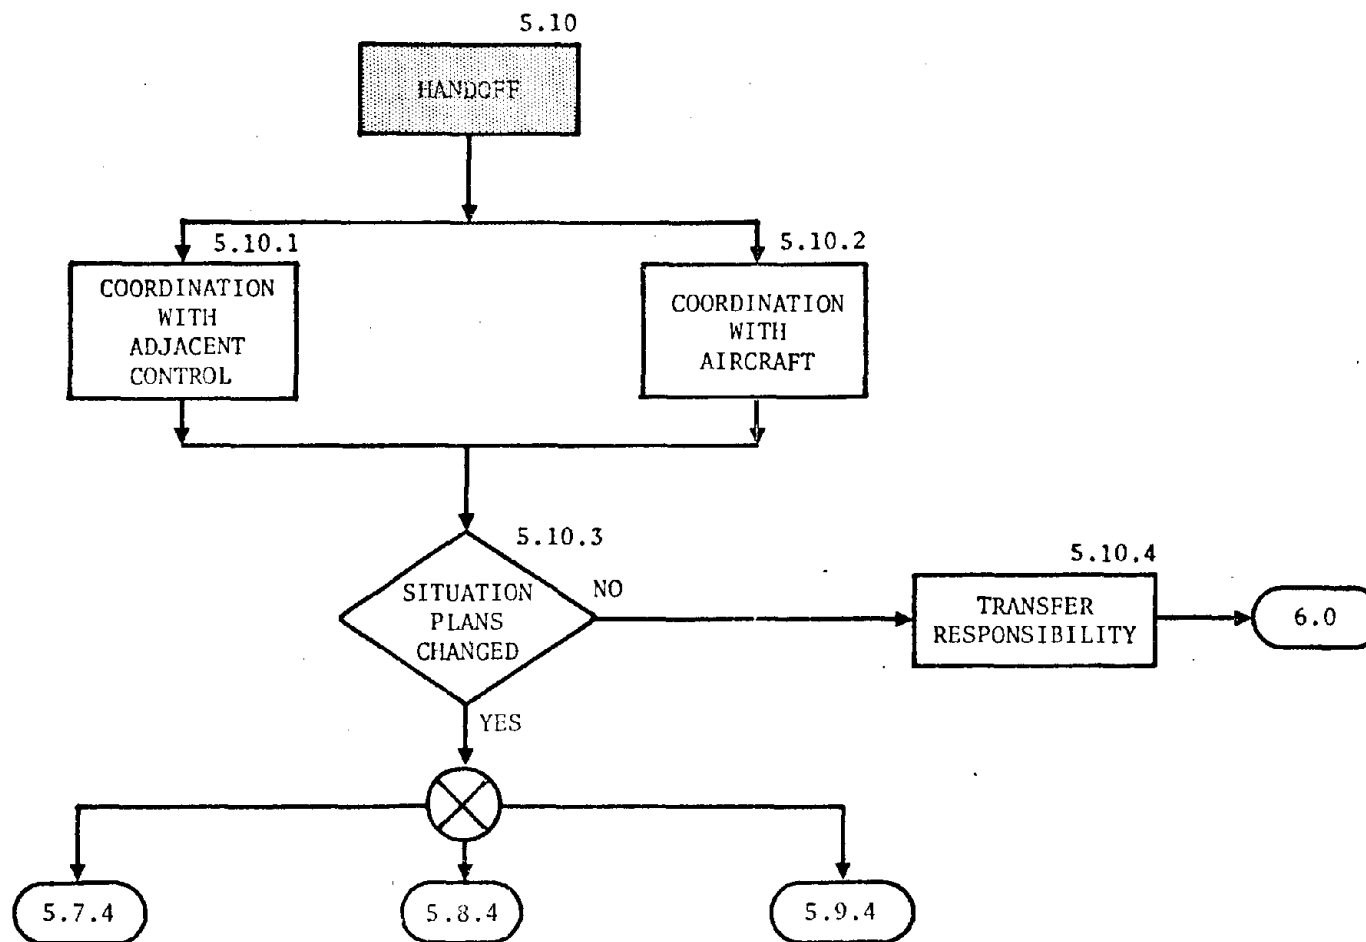 5.10
HANDOFF
5.10.1
5.10.2
COORDINATION
WITH
ADJACENT
CONTROL
COORDINATION
WITH
AIRCRAFT
5.10.3
SITUATION
PLANS
CHANGED
NO
5.10.4
TRANSFER
RESPONSIBILITY
6.0
YES
5.7.4
5.8.4
5.9.4